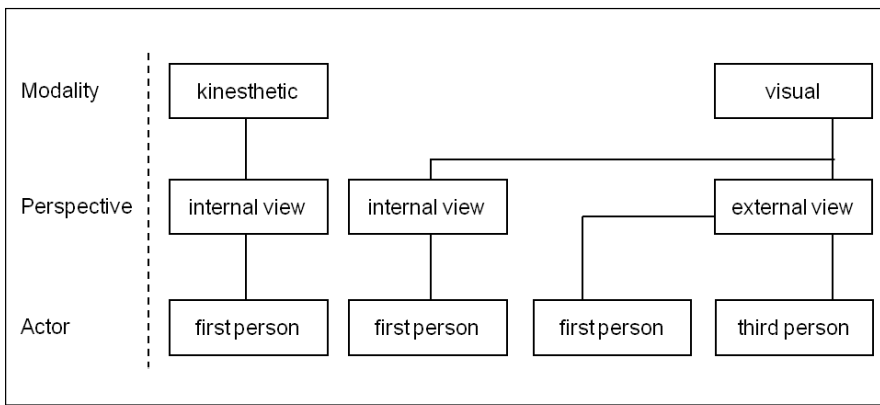 Modality
kinesthetic
visual
Perspective
internal view
internal view
external view
Actor
first person
first person
first person
third person